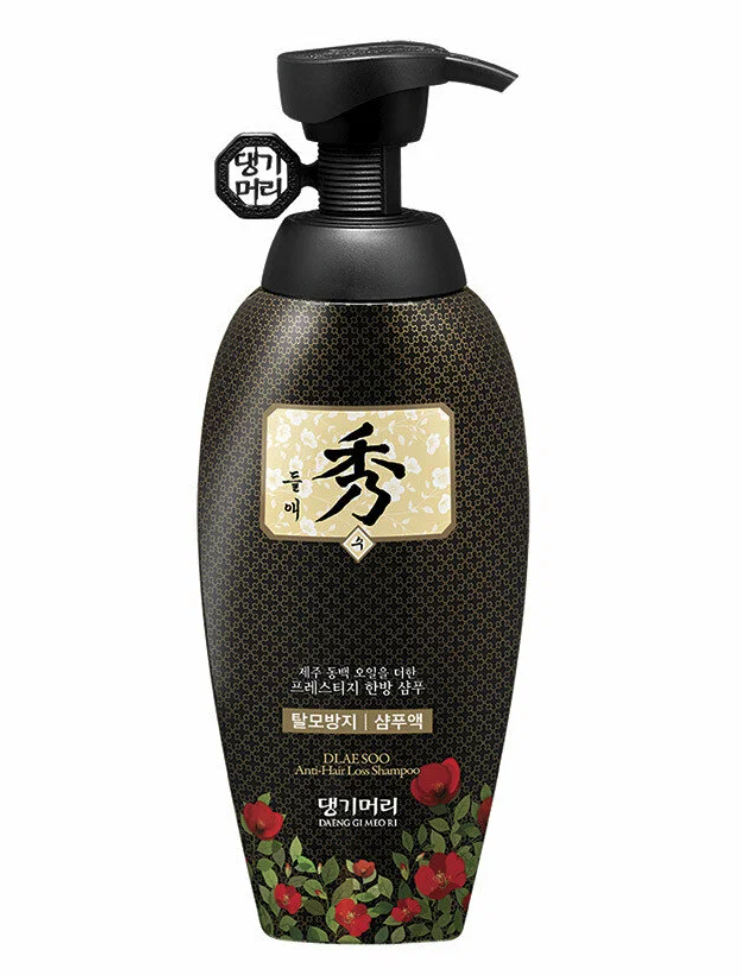 댕기
머리
들애
秀
수
제주 동백 오일을 더한
프레스티지 한방 샴푸
탈모방지 | 샴푸액
DLAE SOO
Anti-Hair Loss Shampoo
댕기머리
DAENG GI MEO RI